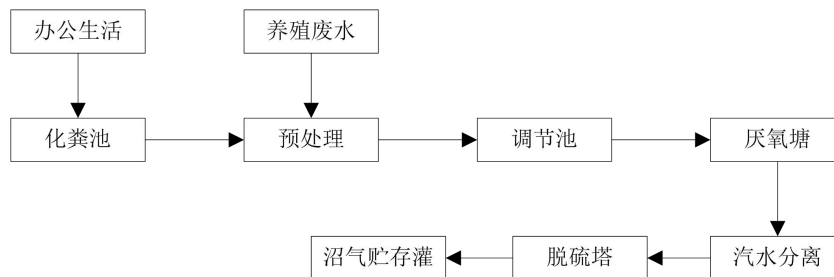 办公生活
养殖废水
化粪池
预处理
调节池
厌氧塘
沼气贮存灌
脱硫塔
汽水分离